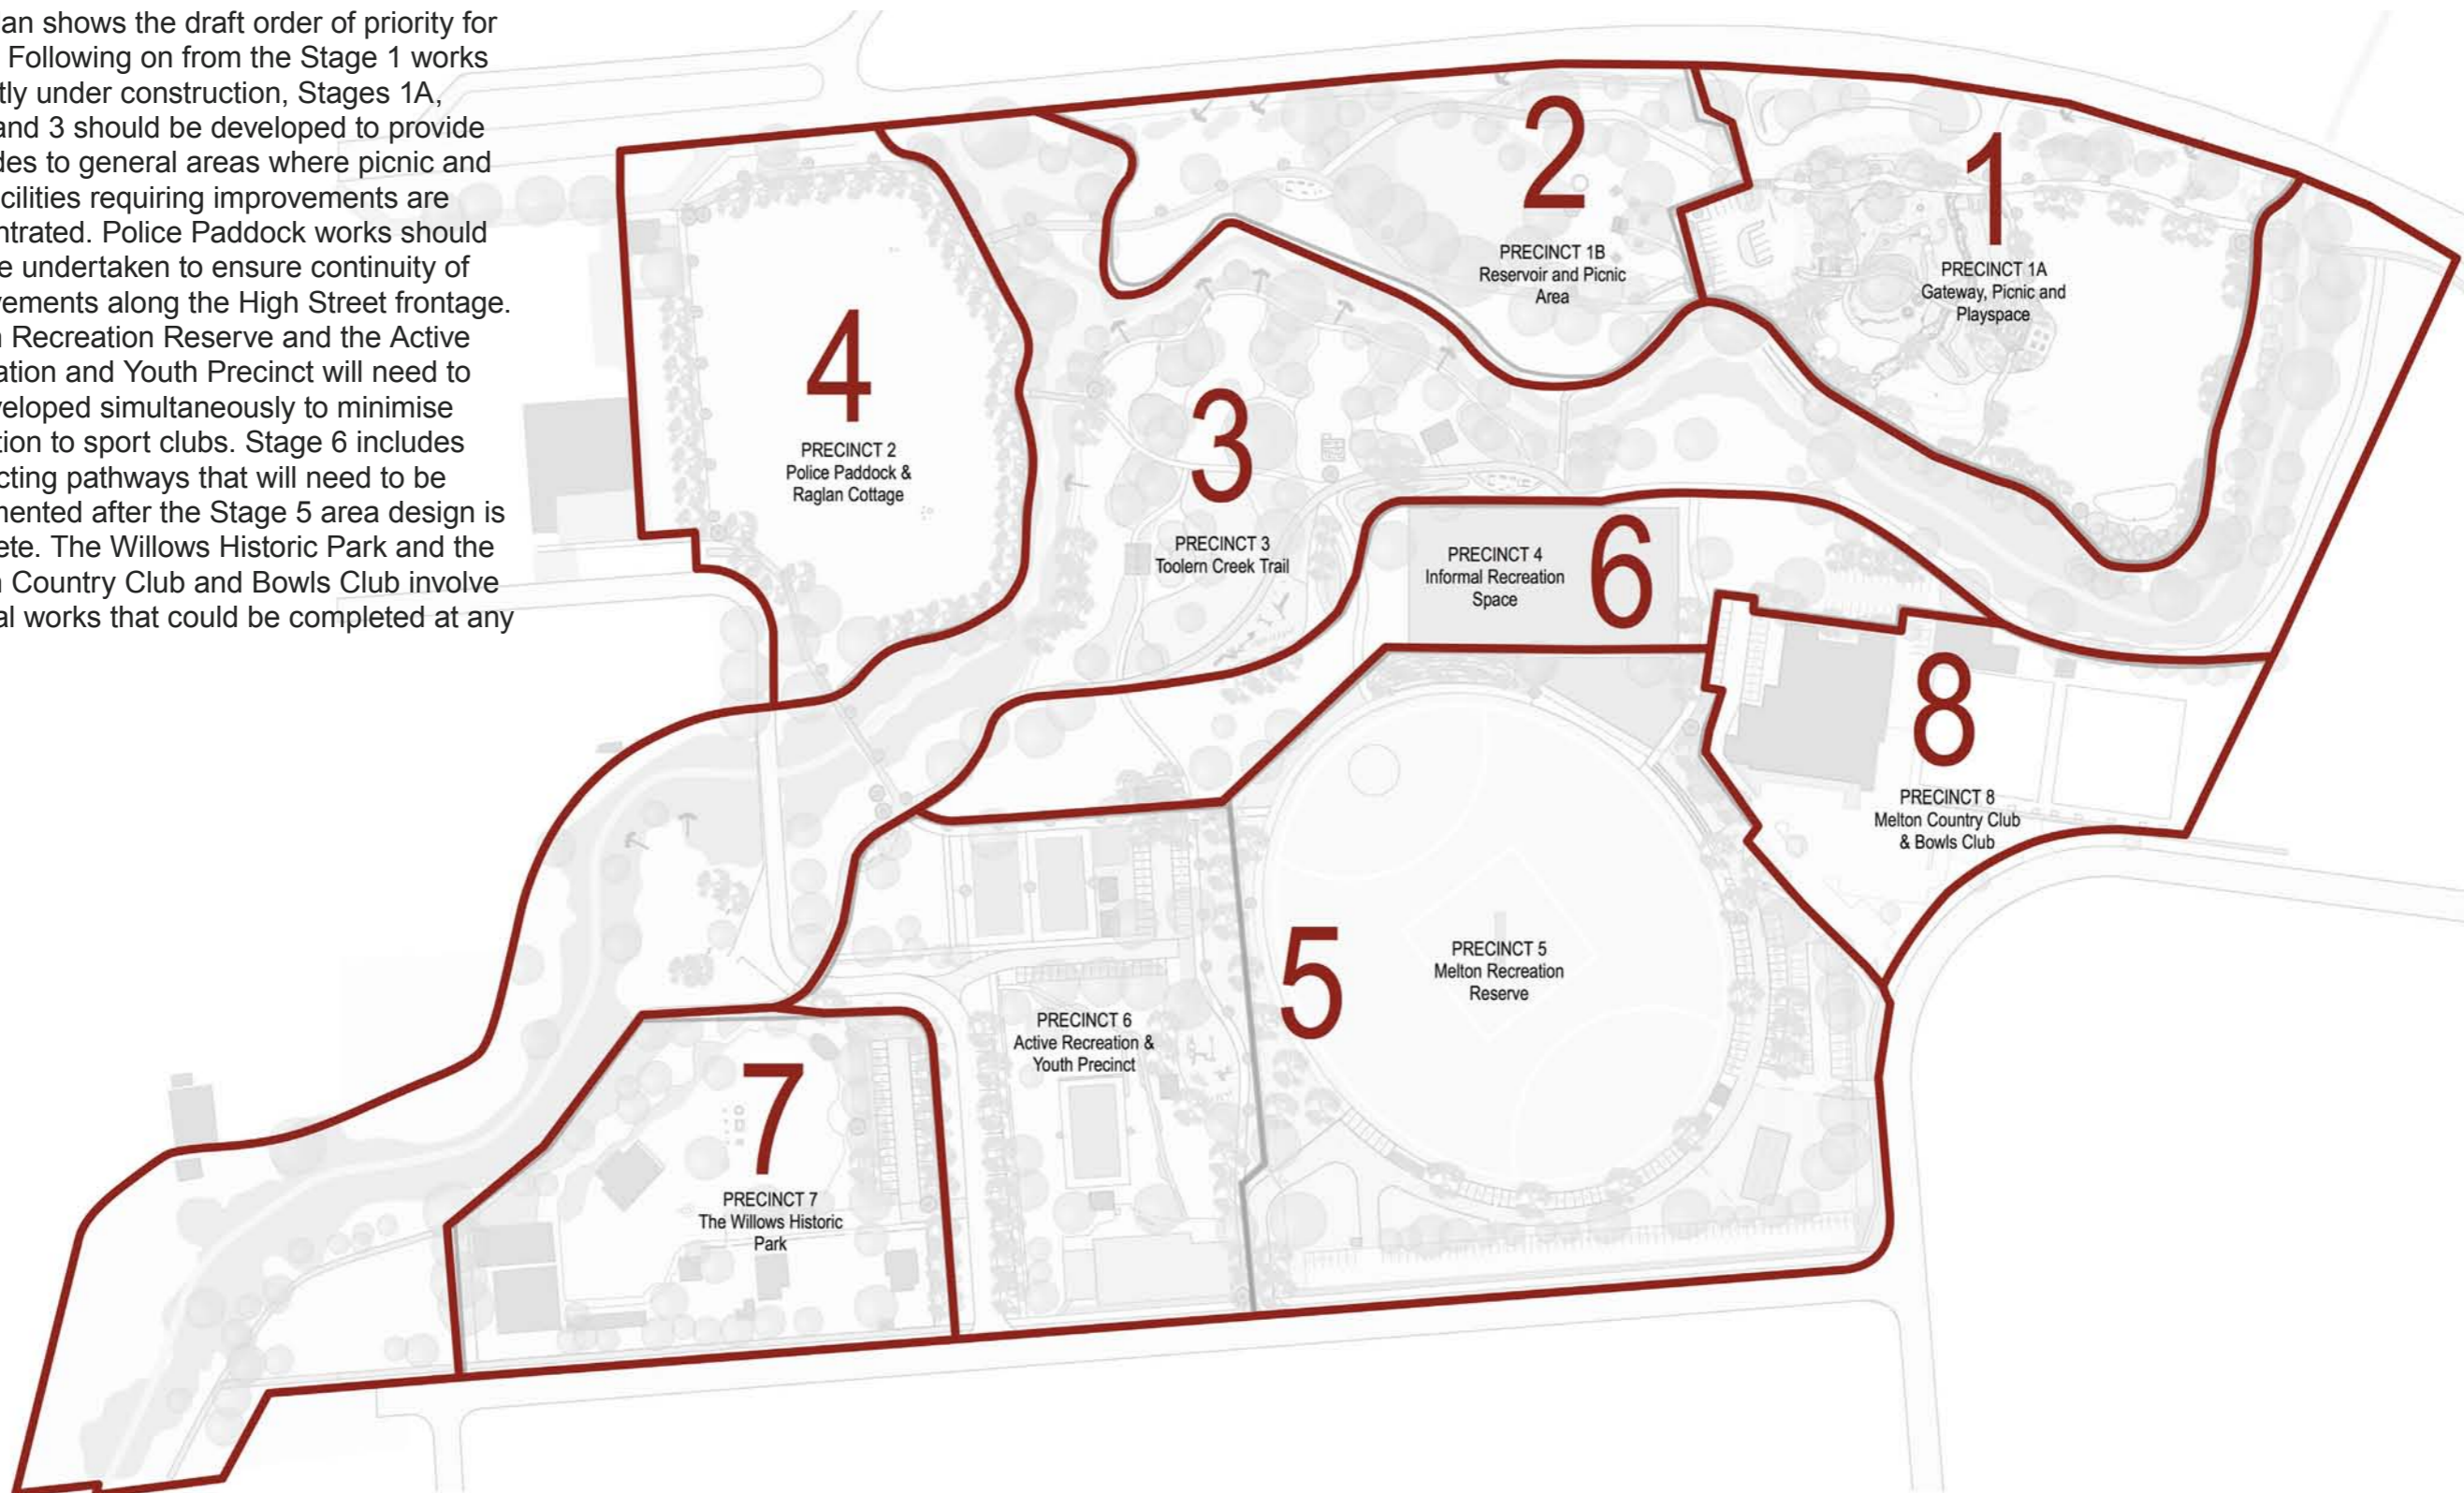 an shows the draft order of priority for
Following on from the Stage 1 works
tly under construction, Stages 1A,
and 3 should be developed to provide
des to general areas where picnic and
cilities requiring improvements are
ntrated. Police Paddock works should
e undertaken to ensure continuity of
vements along the High Street frontage.
n Recreation Reserve and the Active
ation and Youth Precinct will need to
veloped simultaneously to minimise
tion to sport clubs. Stage 6 includes
cting pathways that will need to be
mented after the Stage 5 area design is
ete. The Willows Historic Park and the
n Country Club and Bowls Club involve
al works that could be completed at any
2
PRECINCT 1B
Reservoir and Picnic
Area
1
PRECINCT 1A
Gateway, Picnic and
Playspace
4
PRECINCT 2
Police Paddock &
Raglan Cottage
3
PRECINCT 3
Toolern Creek Trail
6
PRECINCT 4
Informal Recreation
Space
8
PRECINCT 8
Melton Country Club
& Bowls Club
5
PRECINCT 5
Melton Recreation
Reserve
PRECINCT 6
Active Recreation &
Youth Precinct
7
PRECINCT 7
The Willows Historic
Park